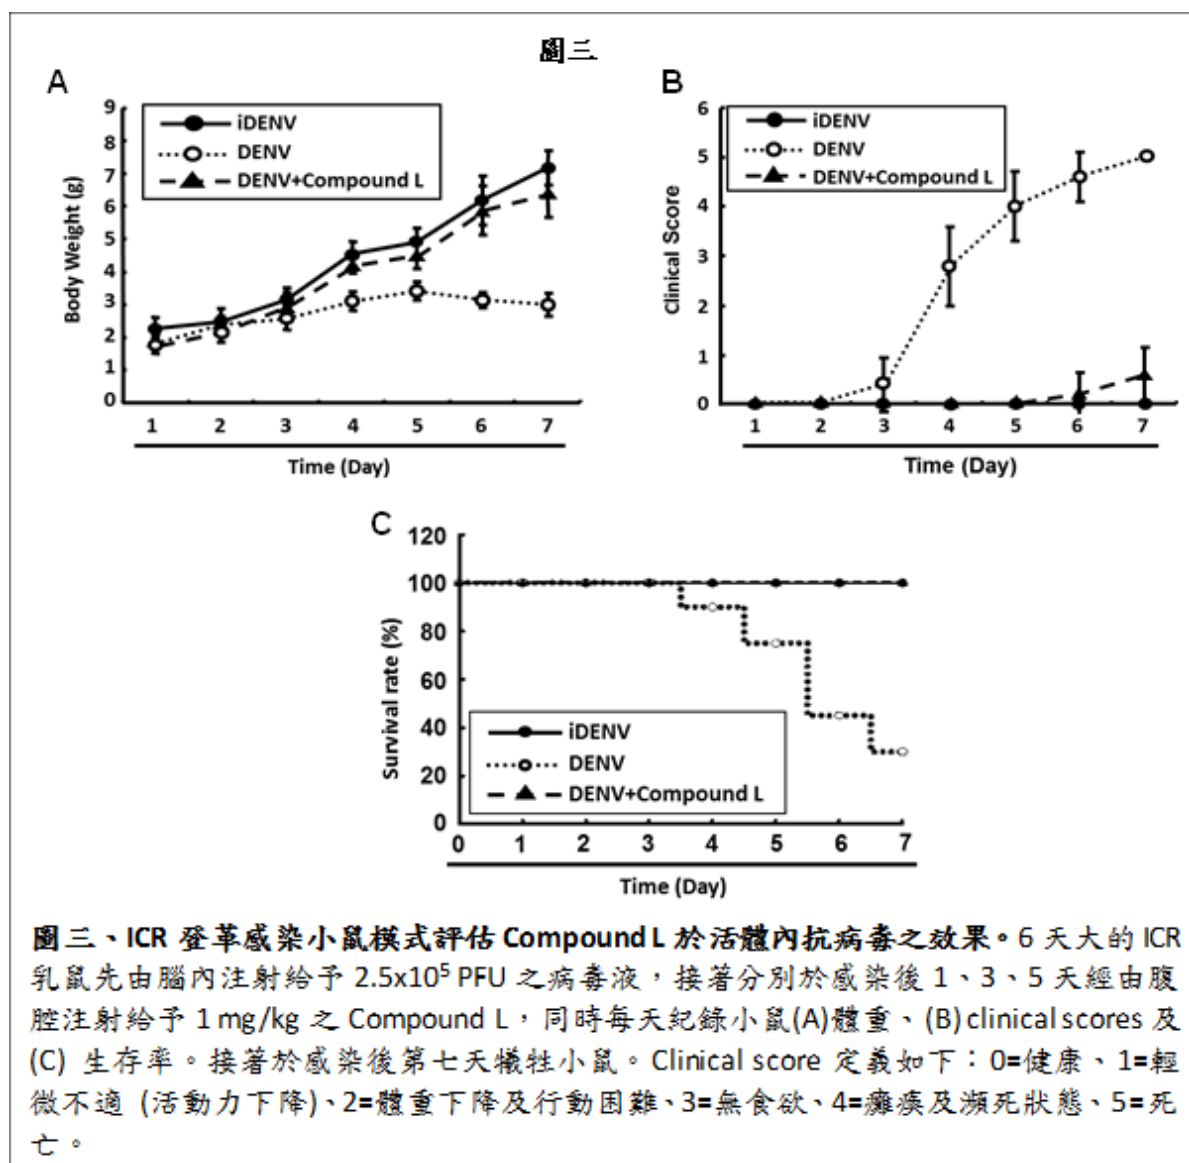 圖三
A
9
8
7
6
5
4
3
2
1
0
Body Weight (g)
iDENV
DENV
DENV+Compound L
1 2 3 4 5 6 7
Time (Day)
B
6
5
4
3
2
1
0
Clinical Score
iDENV
DENV
DENV+Compound L
1 2 3 4 5 6 7
Time (Day)
C
120
100
80
60
40
20
0
Survival rate (%)
iDENV
DENV
DENV+Compound L
0 1 2 3 4 5 6 7
Time (Day)
圖三、ICR 登革感染小鼠模式評估 Compound L 於活體內抗病毒之效果。6 天大的 ICR
乳鼠先由腦內注射給予 2.5x10⁵ PFU 之病毒液，接著分別於感染後 1、3、5 天經由腹
腔注射給予 1 mg/kg 之 Compound L，同時每天紀錄小鼠(A)體重、(B) clinical scores 及
(C) 生存率。接著於感染後第七天犧牲小鼠。Clinical score 定義如下：0=健康、1=輕
微不適 (活動力下降)、2=體重下降及行動困難、3=無食欲、4=癱瘓及瀕死狀態、5=死
亡。